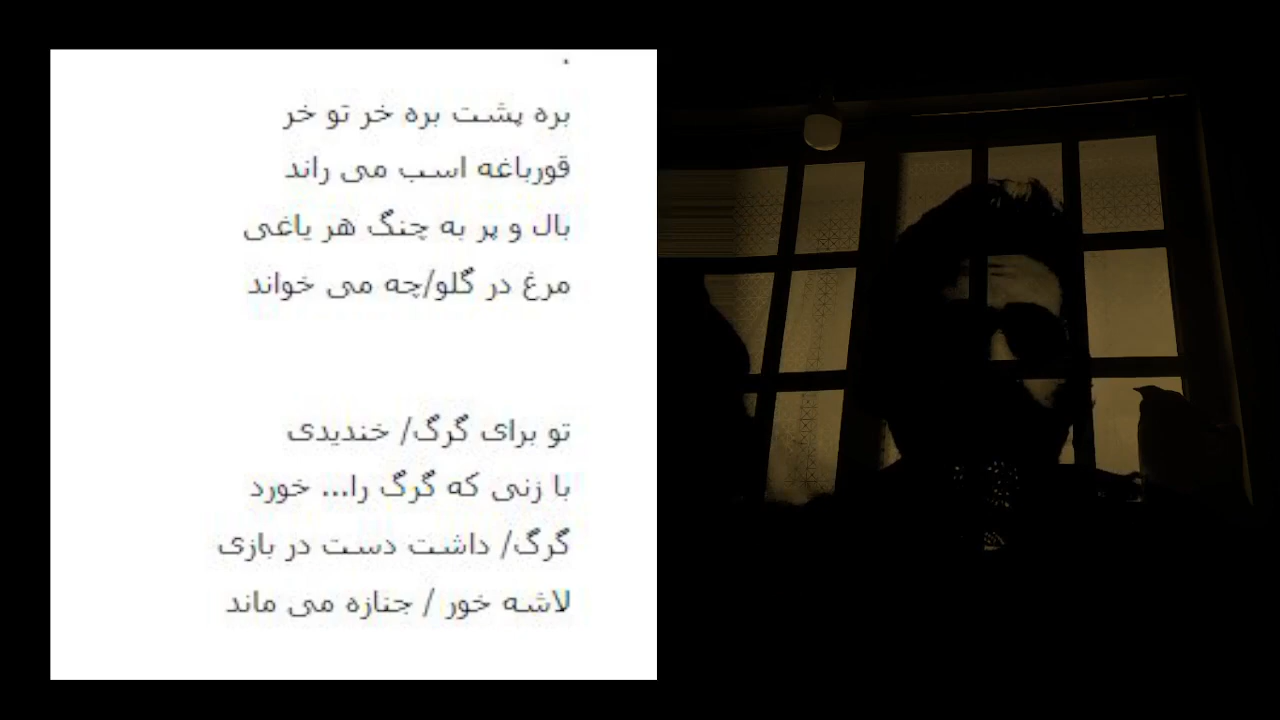 .
بره پشت بره خر تو خر
قورباغه اسب می راند
بال و پر به چنگ هر یاغی
مرغ در گلو/چه می خواند
تو برای گرگ/ خندیدی
با زنی که گرگ را... خورد
گرگ/ داشت دست در بازی
لاشه خور / جنازه می ماند